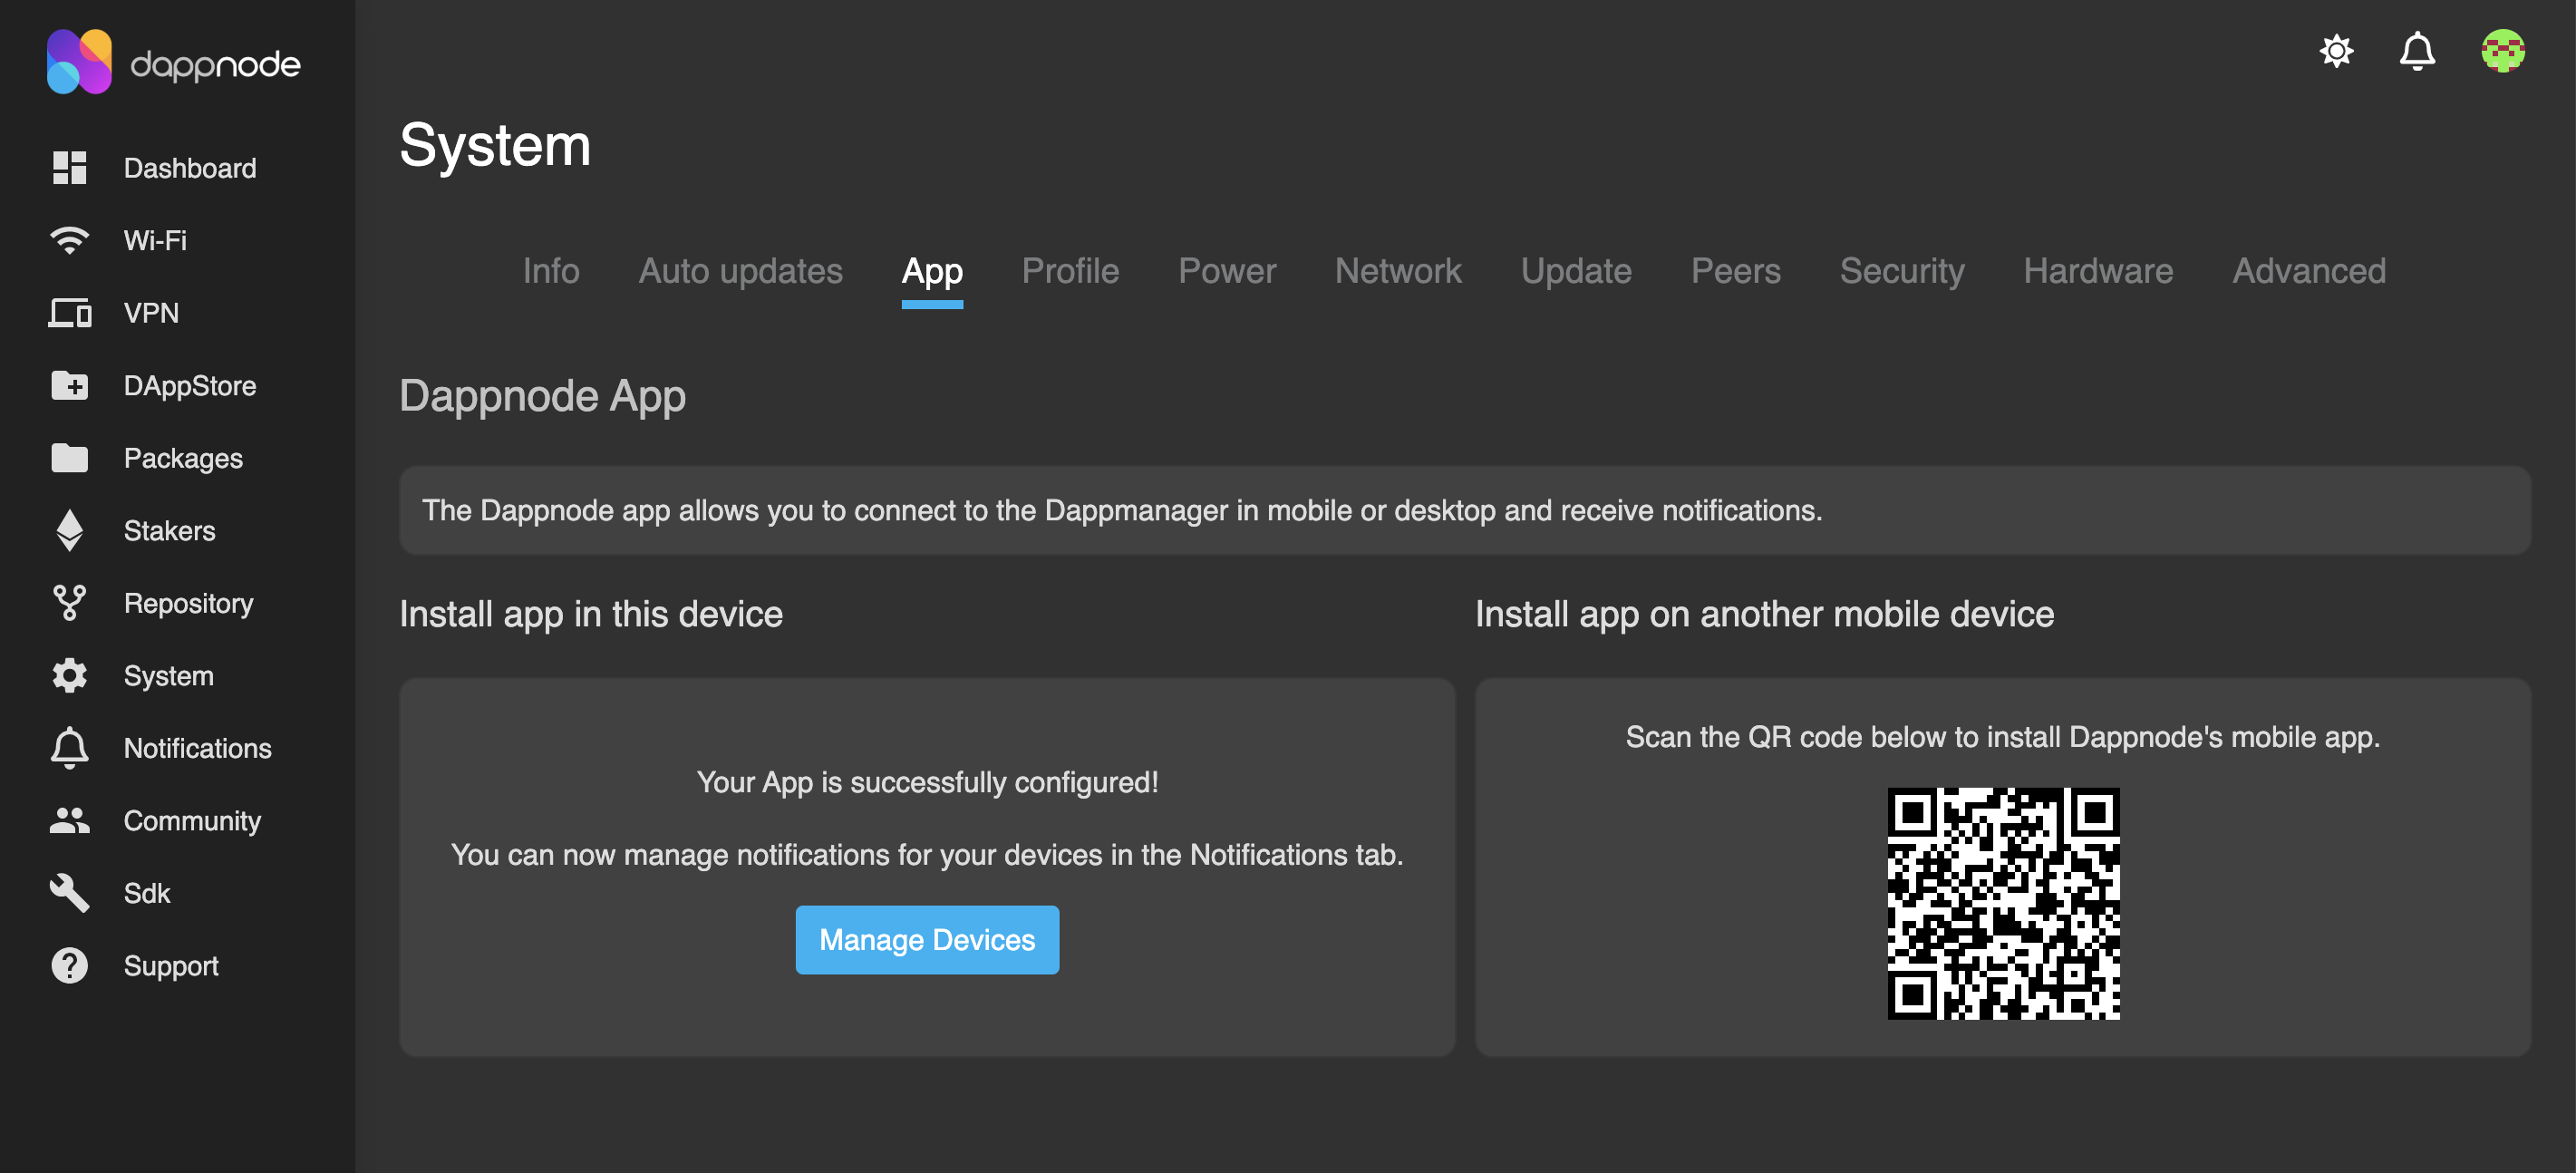 dappnode
Dashboard
Wi-Fi
VPN
DAppStore
Packages
Stakers
Repository
System
Notifications
Community
Sdk
Support
System
Info Auto updates App Profile Power Network Update Peers Security Hardware Advanced
Dappnode App
The Dappnode app allows you to connect to the Dappmanager in mobile or desktop and receive notifications.
Install app in this device
Your App is successfully configured!
You can now manage notifications for your devices in the Notifications tab.
Manage Devices
Install app on another mobile device
Scan the QR code below to install Dappnode's mobile app.